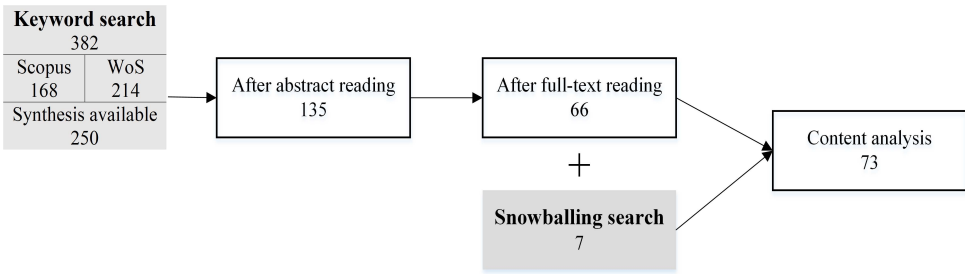 Keyword search
382
Scopus
168
WoS
214
Synthesis available
250
After abstract reading
135
After full-text reading
66
+
Snowballing search
7
Content analysis
73